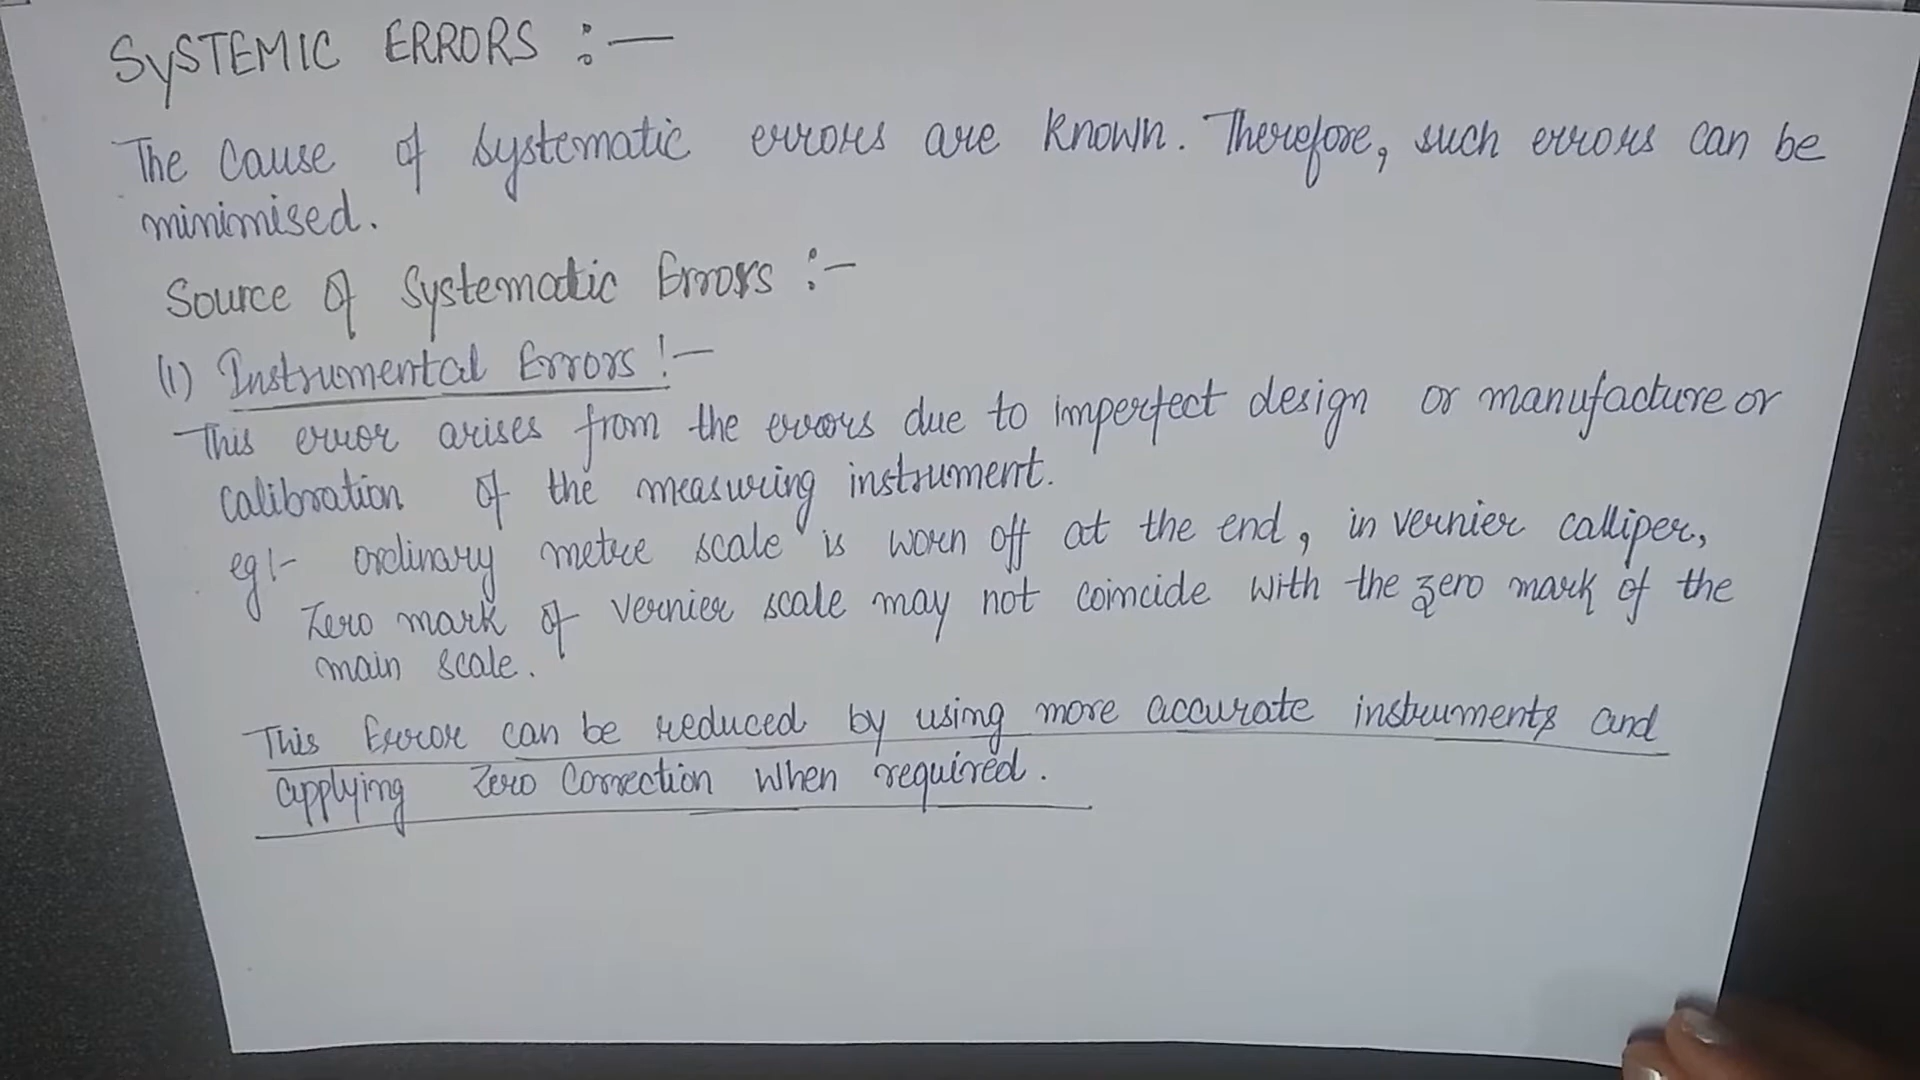 SySTEMIC ERRORS :-
The Cause of systematic errors are known. Therefore, such errors can be
minimised.
Source of Systematic Errors :-
(1) Instrumental Errors :-
This error arises from the errors due to imperfect design or manufacture or
calibration of the measuring instrument.
eg:- ordinary metre scale is worn off at the end, in vernier calliper,
Zero mark of vernier scale may not coincide with the zero mark of the
main scale.
This Error can be reduced by using more accurate instruments and
applying Zero Correction when required.